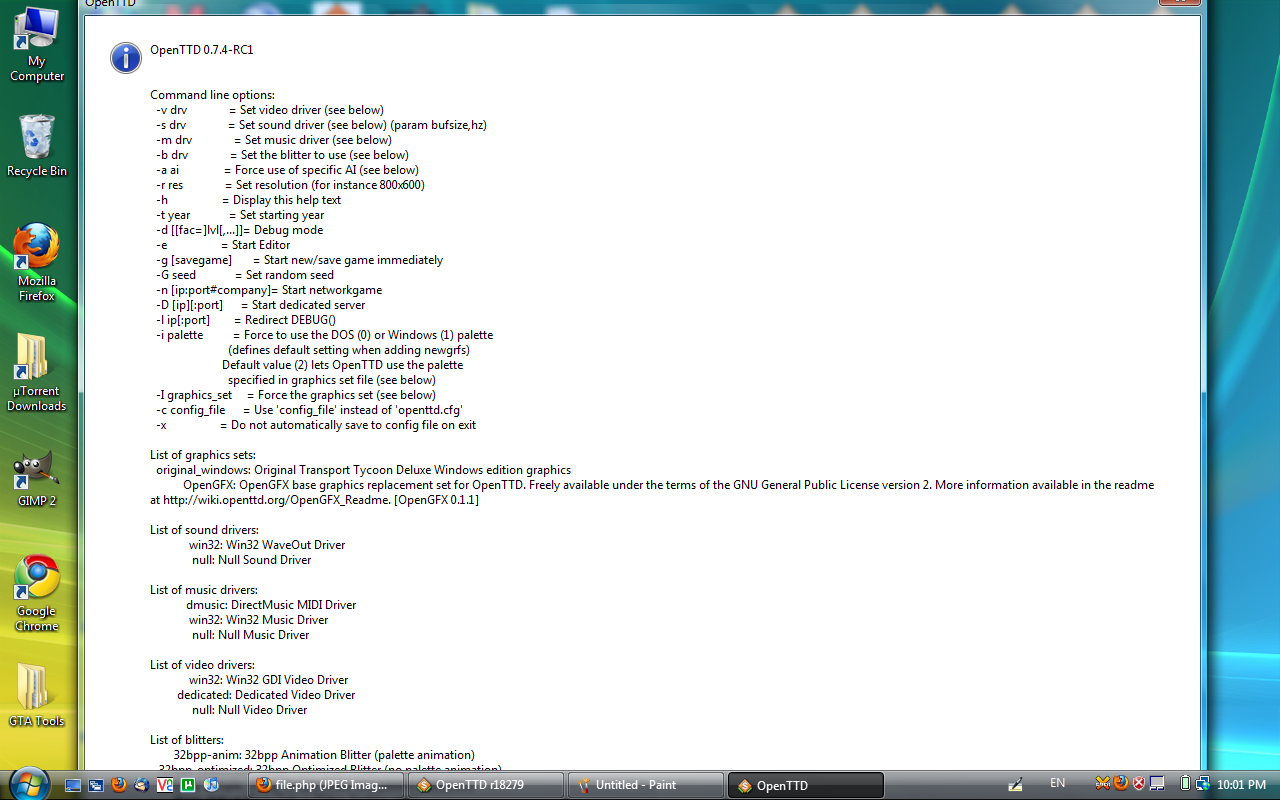 OpenTTD
My Computer
Recycle Bin
Mozilla Firefox
µTorrent Downloads
GIMP 2
Google Chrome
GTA Tools
OpenTTD 0.7.4-RC1
Command line options:
-v drv = Set video driver (see below)
-s drv = Set sound driver (see below) (param bufsize,hz)
-m drv = Set music driver (see below)
-b drv = Set the blitter to use (see below)
-a ai = Force use of specific AI (see below)
-r res = Set resolution (for instance 800x600)
-h = Display this help text
-t year = Set starting year
-d [[fac=]lvl[,...]]= Debug mode
-e = Start Editor
-g [savegame] = Start new/save game immediately
-G seed = Set random seed
-n [ip:port#company]= Start networkgame
-D [ip][:port] = Start dedicated server
-l ip[:port] = Redirect DEBUG()
-i palette = Force to use the DOS (0) or Windows (1) palette
(defines default setting when adding newgrfs)
Default value (2) lets OpenTTD use the palette
specified in graphics set file (see below)
-I graphics_set = Force the graphics set (see below)
-c config_file = Use 'config_file' instead of 'openttd.cfg'
-x = Do not automatically save to config file on exit
List of graphics sets:
original_windows: Original Transport Tycoon Deluxe Windows edition graphics
OpenGFX: OpenGFX base graphics replacement set for OpenTTD. Freely available under the terms of the GNU General Public License version 2. More information available in the readme
at http://wiki.openttd.org/OpenGFX_Readme. [OpenGFX 0.1.1]
List of sound drivers:
win32: Win32 WaveOut Driver
null: Null Sound Driver
List of music drivers:
dmusic: DirectMusic MIDI Driver
win32: Win32 Music Driver
null: Null Music Driver
List of video drivers:
win32: Win32 GDI Video Driver
dedicated: Dedicated Video Driver
null: Null Video Driver
List of blitters:
32bpp-anim: 32bpp Animation Blitter (palette animation)
32bpp-optimized: 32bpp Optimized Blitter (no palette animation)
file.php (JPEG Imag...
OpenTTD r18279
Untitled - Paint
OpenTTD
EN
10:01 PM